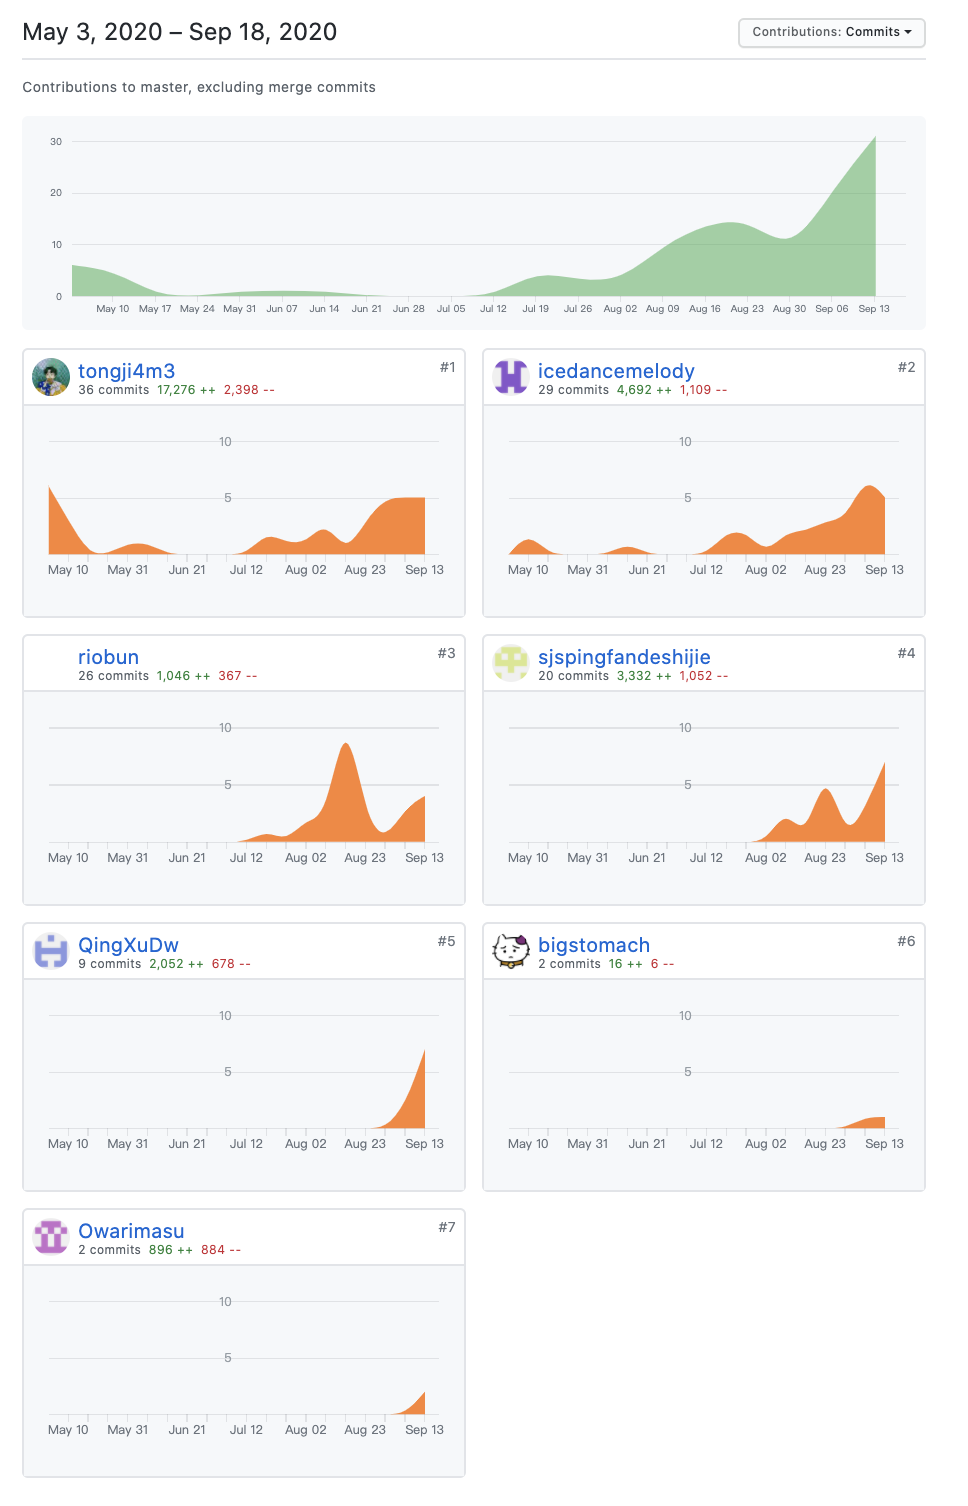 May 3, 2020 – Sep 18, 2020
Contributions: Commits
Contributions to master, excluding merge commits
30
20
10
0
May 10 May 17 May 24 May 31 Jun 07 Jun 14 Jun 21 Jun 28 Jul 05 Jul 12 Jul 19 Jul 26 Aug 02 Aug 09 Aug 16 Aug 23 Aug 30 Sep 06 Sep 13
tongji4m3 #1
36 commits 17,276 ++ 2,398 --
10
5
May 10 May 31 Jun 21 Jul 12 Aug 02 Aug 23 Sep 13
icedancemelody #2
29 commits 4,692 ++ 1,109 --
10
5
May 10 May 31 Jun 21 Jul 12 Aug 02 Aug 23 Sep 13
riobun #3
26 commits 1,046 ++ 367 --
10
5
May 10 May 31 Jun 21 Jul 12 Aug 02 Aug 23 Sep 13
sjspingfandeshijie #4
20 commits 3,332 ++ 1,052 --
10
5
May 10 May 31 Jun 21 Jul 12 Aug 02 Aug 23 Sep 13
QingXuDw #5
9 commits 2,052 ++ 678 --
10
5
May 10 May 31 Jun 21 Jul 12 Aug 02 Aug 23 Sep 13
bigstomach #6
2 commits 16 ++ 6 --
10
5
May 10 May 31 Jun 21 Jul 12 Aug 02 Aug 23 Sep 13
Owarimasu #7
2 commits 896 ++ 884 --
10
5
May 10 May 31 Jun 21 Jul 12 Aug 02 Aug 23 Sep 13